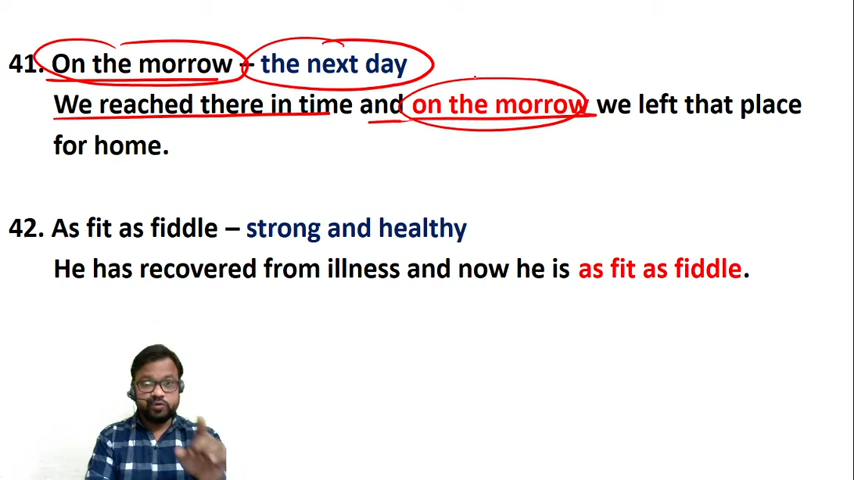 41. On the morrow – the next day
We reached there in time and on the morrow we left that place
for home.
42. As fit as fiddle – strong and healthy
He has recovered from illness and now he is as fit as fiddle.